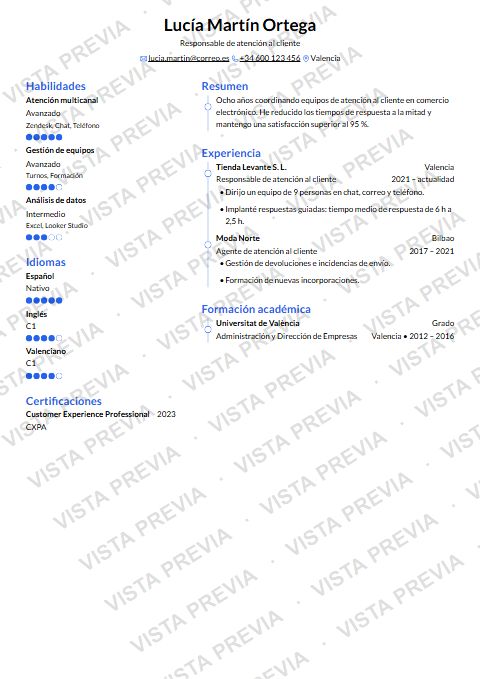 Lucía Martín Ortega
Responsable de atención al cliente
lucia.martin@correo.es +34 600 123 456 Valencia
Habilidades
Atención multicanal
Avanzado
Zendesk, Chat, Teléfono
Gestión de equipos
Avanzado
Turnos, Formación
Análisis de datos
Intermedio
Excel, Looker Studio
Idiomas
Español
Nativo
Inglés
C1
Valenciano
C1
Certificaciones
Customer Experience Professional 2023
CXPA
Resumen
Ocho años coordinando equipos de atención al cliente en comercio
electrónico. He reducido los tiempos de respuesta a la mitad y
mantengo una satisfacción superior al 95 %.
Experiencia
Tienda Levante S. L. Valencia
Responsable de atención al cliente 2021 – actualidad
• Dirijo un equipo de 9 personas en chat, correo y teléfono.
• Implanté respuestas guiadas: tiempo medio de respuesta de 6 h a
2,5 h.
Moda Norte Bilbao
Agente de atención al cliente 2017 – 2021
• Gestión de devoluciones e incidencias de envío.
• Formación de nuevas incorporaciones.
Formación académica
Universitat de València Grado
Administración y Dirección de Empresas Valencia • 2012 – 2016
VISTA PREVIA